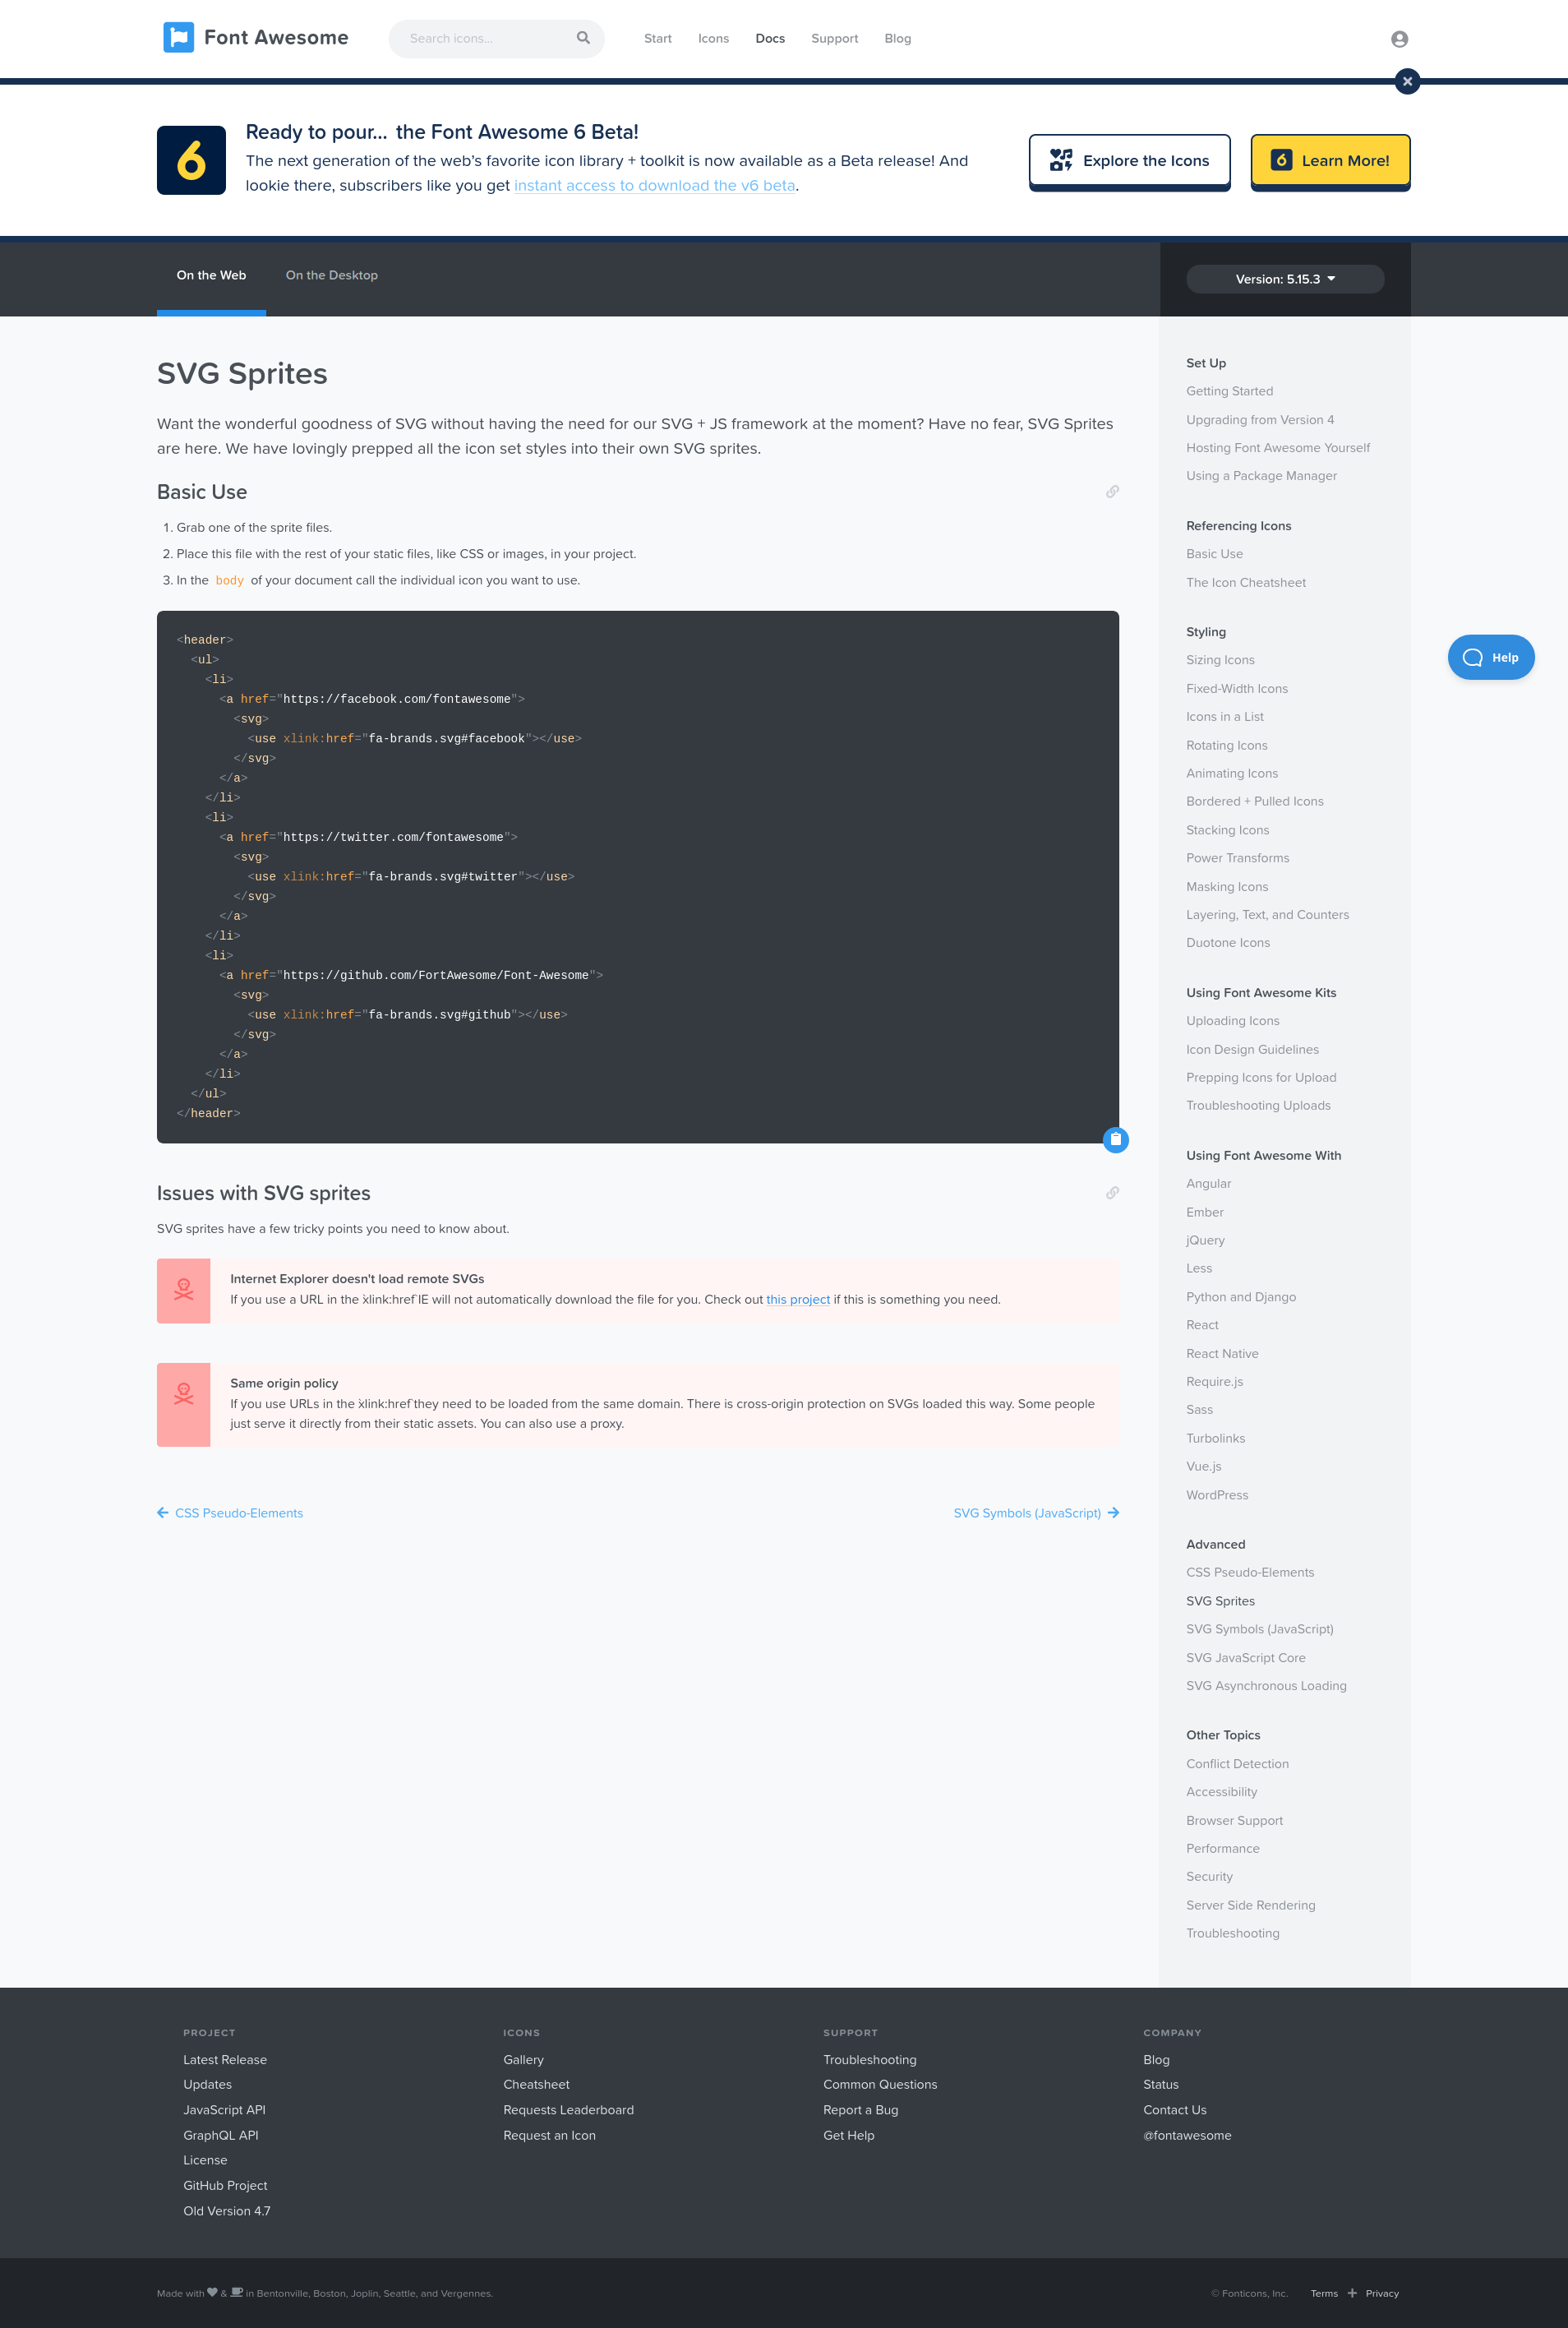 Font Awesome
Search icons...
Start
Icons
Docs
Support
Blog
6
Ready to pour... the Font Awesome 6 Beta!
The next generation of the web's favorite icon library + toolkit is now available as a Beta release! And
lookie there, subscribers like you get instant access to download the v6 beta.
Explore the Icons
6 Learn More!
On the Web
On the Desktop
Version: 5.15.3
SVG Sprites
Want the wonderful goodness of SVG without having the need for our SVG + JS framework at the moment? Have no fear, SVG Sprites
are here. We have lovingly prepped all the icon set styles into their own SVG sprites.
Basic Use
1. Grab one of the sprite files.
2. Place this file with the rest of your static files, like CSS or images, in your project.
3. In the body of your document call the individual icon you want to use.
<header>
<ul>
<li>
<a href="https://facebook.com/fontawesome">
<svg>
<use xlink:href="fa-brands.svg#facebook"></use>
</svg>
</a>
</li>
<li>
<a href="https://twitter.com/fontawesome">
<svg>
<use xlink:href="fa-brands.svg#twitter"></use>
</svg>
</a>
</li>
<li>
<a href="https://github.com/FortAwesome/Font-Awesome">
<svg>
<use xlink:href="fa-brands.svg#github"></use>
</svg>
</a>
</li>
</ul>
</header>
Issues with SVG sprites
SVG sprites have a few tricky points you need to know about.
Internet Explorer doesn't load remote SVGs
If you use a URL in the `xlink:href` IE will not automatically download the file for you. Check out this project if this is something you need.
Same origin policy
If you use URLs in the `xlink:href` they need to be loaded from the same domain. There is cross-origin protection on SVGs loaded this way. Some people
just serve it directly from their static assets. You can also use a proxy.
CSS Pseudo-Elements
SVG Symbols (JavaScript)
Set Up
Getting Started
Upgrading from Version 4
Hosting Font Awesome Yourself
Using a Package Manager
Referencing Icons
Basic Use
The Icon Cheatsheet
Styling
Sizing Icons
Fixed-Width Icons
Icons in a List
Rotating Icons
Animating Icons
Bordered + Pulled Icons
Stacking Icons
Power Transforms
Masking Icons
Layering, Text, and Counters
Duotone Icons
Using Font Awesome Kits
Uploading Icons
Icon Design Guidelines
Prepping Icons for Upload
Troubleshooting Uploads
Using Font Awesome With
Angular
Ember
jQuery
Less
Python and Django
React
React Native
Require.js
Sass
Turbolinks
Vue.js
WordPress
Advanced
CSS Pseudo-Elements
SVG Sprites
SVG Symbols (JavaScript)
SVG JavaScript Core
SVG Asynchronous Loading
Other Topics
Conflict Detection
Accessibility
Browser Support
Performance
Security
Server Side Rendering
Troubleshooting
Help
PROJECT
Latest Release
Updates
JavaScript API
GraphQL API
License
GitHub Project
Old Version 4.7
ICONS
Gallery
Cheatsheet
Requests Leaderboard
Request an Icon
SUPPORT
Troubleshooting
Common Questions
Report a Bug
Get Help
COMPANY
Blog
Status
Contact Us
@fontawesome
Made with & in Bentonville, Boston, Joplin, Seattle, and Vergennes.
© Fonticons, Inc.
Terms
Privacy